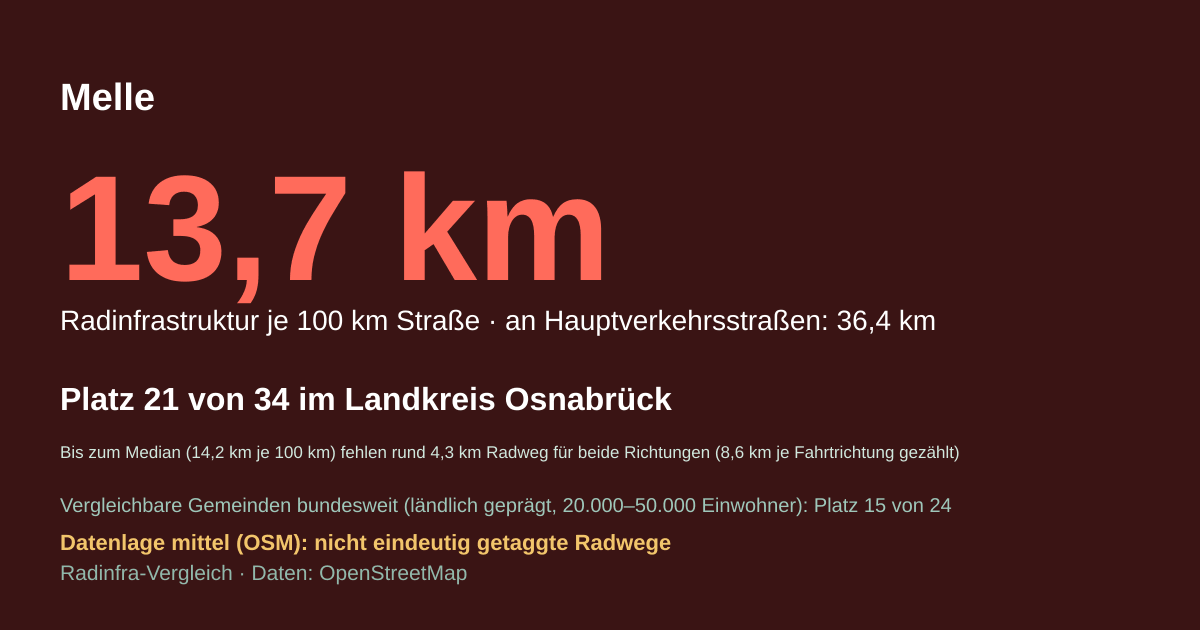 Melle
13,7 km
Radinfrastruktur je 100 km Straße · an Hauptverkehrsstraßen: 36,4 km
Platz 21 von 34 im Landkreis Osnabrück
Bis zum Median (14,2 km je 100 km) fehlen rund 4,3 km Radweg für beide Richtungen (8,6 km je Fahrtrichtung gezählt)
Vergleichbare Gemeinden bundesweit (ländlich geprägt, 20.000–50.000 Einwohner): Platz 15 von 24
Datenlage mittel (OSM): nicht eindeutig getaggte Radwege
Radinfra-Vergleich · Daten: OpenStreetMap